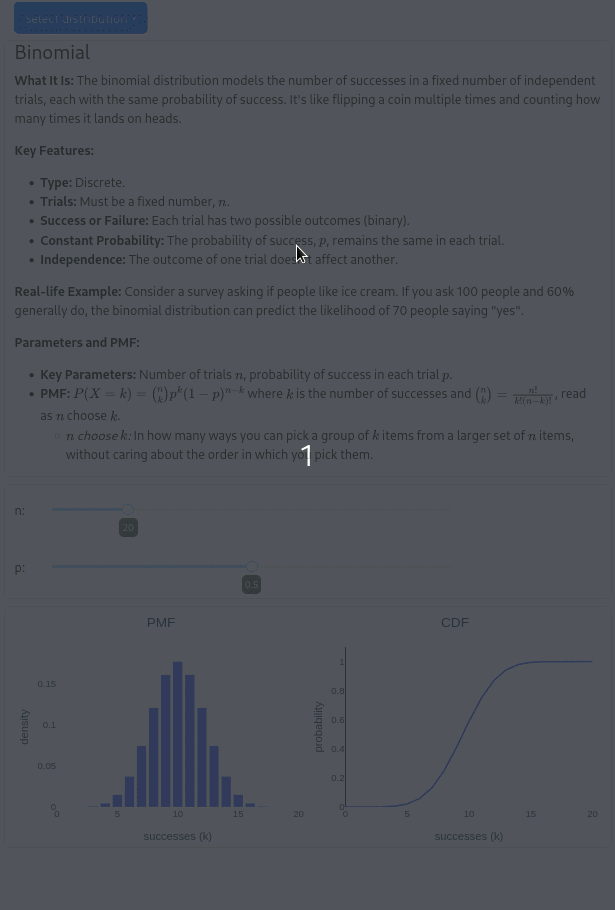 Select distribution
Binomial
What It Is: The binomial distribution models the number of successes in a fixed number of independent
trials, each with the same probability of success. It's like flipping a coin multiple times and counting how
many times it lands on heads.
Key Features:
• Type: Discrete.
• Trials: Must be a fixed number, n.
• Success or Failure: Each trial has two possible outcomes (binary).
• Constant Probability: The probability of success, p, remains the same in each trial.
• Independence: The outcome of one trial doesn't affect another.
Real-life Example: Consider a survey asking if people like ice cream. If you ask 100 people and 60%
generally do, the binomial distribution can predict the likelihood of 70 people saying "yes".
Parameters and PMF:
• Key Parameters: Number of trials n, probability of success in each trial p.
• PMF: P(X = k) = \binom{n}{k} p^k (1 − p)^{n−k} where k is the number of successes and \binom{n}{k} = \frac{n!}{k!(n−k)!}, read
as n choose k.
◦ n choose k: In how many ways you can pick a group of k items from a larger set of n items,
without caring about the order in which you pick them.
1
n:
20
p:
0.5
PMF
density
0.15
0.1
0.05
0
0 5 10 15 20
successes (k)
CDF
probability
1
0.8
0.6
0.4
0.2
0
0 5 10 15 20
successes (k)